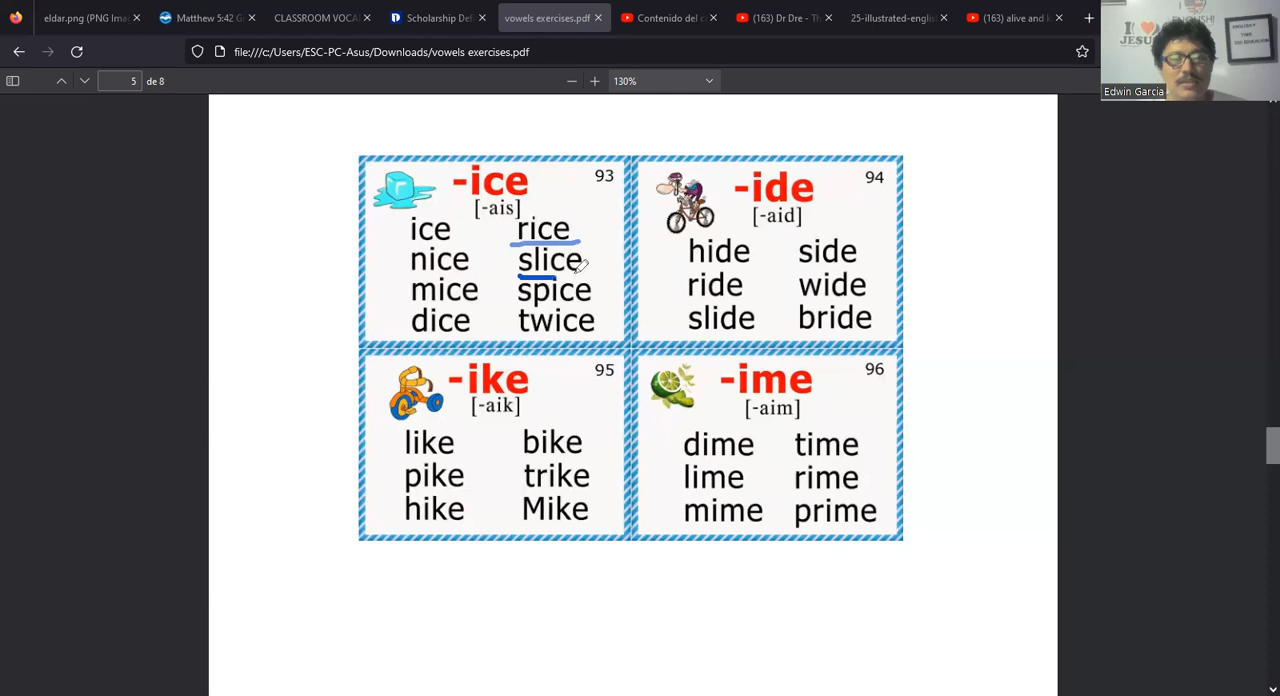 eldar.png (PNG Ima
Matthew 5:42 G
CLASSROOM VOCA
Scholarship De
vowels exercises.pdf
Contenido del c
(163) Dr Dre - Th
25-illustrated-engli
(163) alive and k
file:///c:/Users/ESC-PC-Asus/Downloads/vowels exercises.pdf
5 de 8
130%
I ❤ JESUS
ENGLISH!
Edwin Garcia
-ice 93
[-ais]
ice rice
nice slice
mice spice
dice twice
-ide 94
[-aid]
hide side
ride wide
slide bride
-ike 95
[-aik]
like bike
pike trike
hike Mike
-ime 96
[-aim]
dime time
lime rime
mime prime